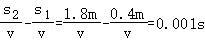 s₂/v - s₁/v = 1.8m/v - 0.4m/v = 0.001s